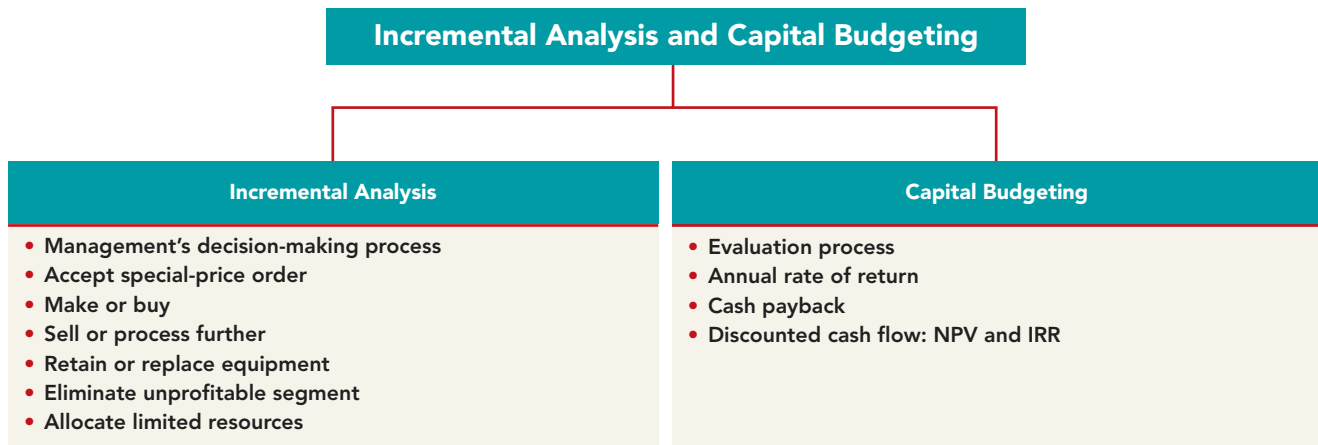 Incremental Analysis and Capital Budgeting
Incremental Analysis
• Management’s decision-making process
• Accept special-price order
• Make or buy
• Sell or process further
• Retain or replace equipment
• Eliminate unprofitable segment
• Allocate limited resources
Capital Budgeting
• Evaluation process
• Annual rate of return
• Cash payback
• Discounted cash flow: NPV and IRR